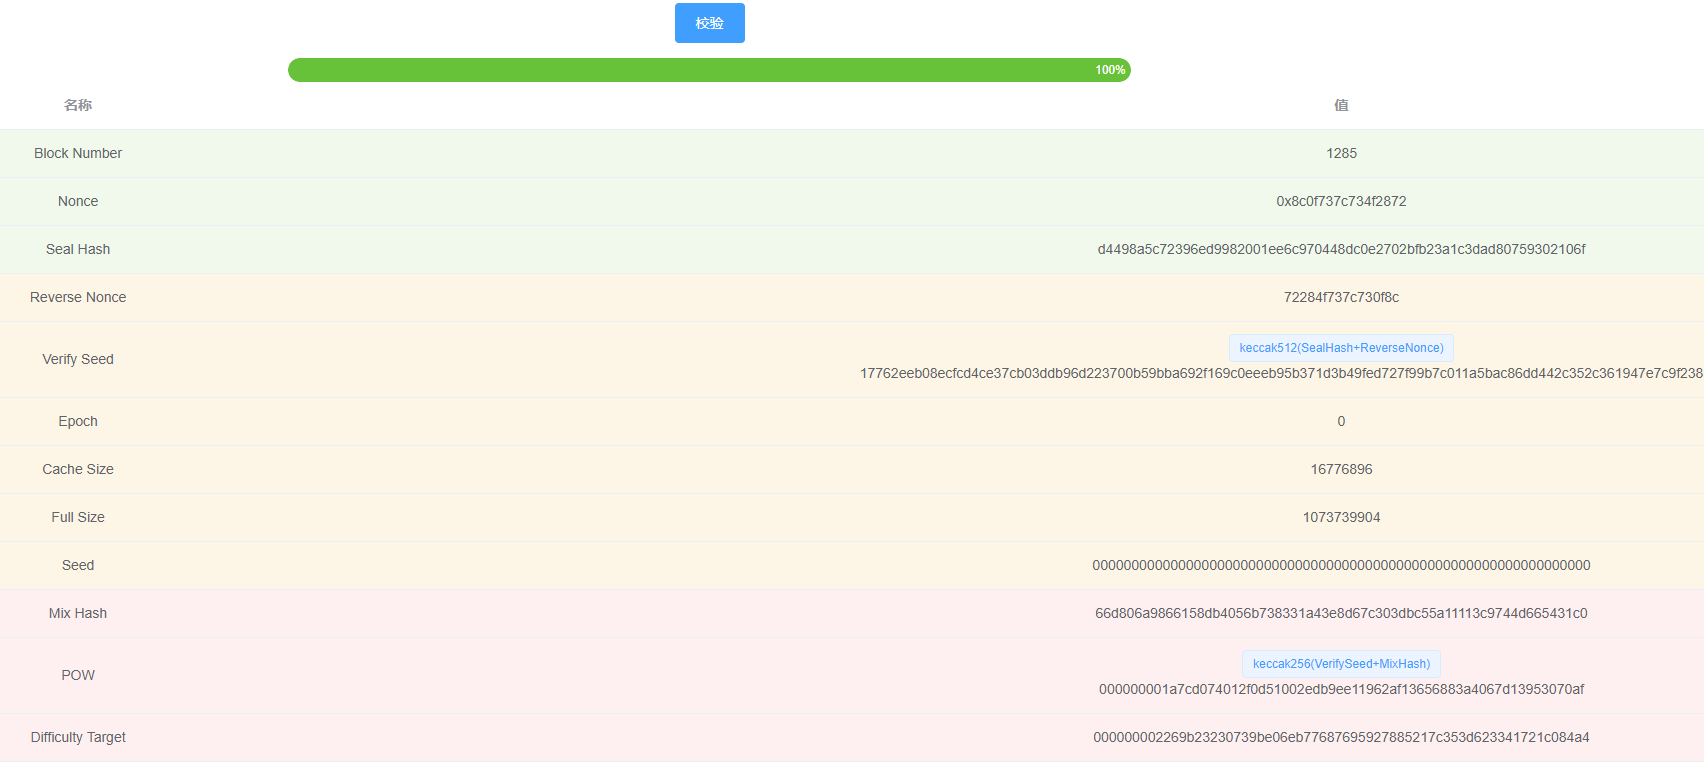 校验
100%
名称 值
Block Number 1285
Nonce 0x8c0f737c734f2872
Seal Hash d4498a5c72396ed9982001ee6c970448dc0e2702bfb23a1c3dad80759302106f
Reverse Nonce 72284f737c730f8c
Verify Seed keccak512(SealHash+ReverseNonce)
17762eeb08ecfcd4ce37cb03ddb96d223700b59bba692f169c0eeeb95b371d3b49fed727f99b7c011a5bac86dd442c352c361947e7c9f238
Epoch 0
Cache Size 16776896
Full Size 1073739904
Seed 0000000000000000000000000000000000000000000000000000000000000000
Mix Hash 66d806a9866158db4056b738331a43e8d67c303dbc55a11113c9744d665431c0
POW keccak256(VerifySeed+MixHash)
000000001a7cd074012f0d51002edb9ee11962af13656883a4067d13953070af
Difficulty Target 000000002269b23230739be06eb77687695927885217c353d623341721c084a4